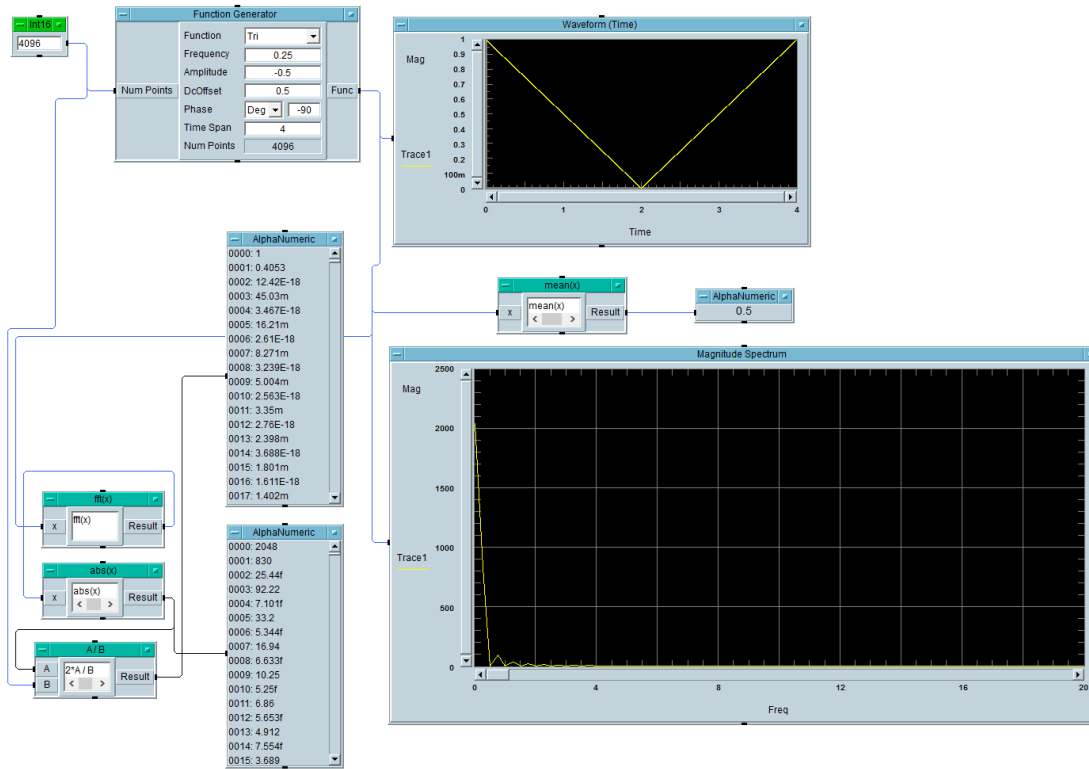 Int16
4096
Function Generator
Num Points
Function Tri
Frequency 0.25
Amplitude -0.5
DcOffset 0.5
Phase Deg -90
Time Span 4
Num Points 4096
Func
Waveform (Time)
Mag
Trace1
1
0.9
0.8
0.7
0.6
0.5
0.4
0.3
0.2
100m
0
0 1 2 3 4
Time
AlphaNumeric
0000: 1
0001: 0.4053
0002: 12.42E-18
0003: 45.03m
0004: 3.467E-18
0005: 16.21m
0006: 2.61E-18
0007: 8.271m
0008: 3.239E-18
0009: 5.004m
0010: 2.563E-18
0011: 3.35m
0012: 2.76E-18
0013: 2.398m
0014: 3.688E-18
0015: 1.801m
0016: 1.611E-18
0017: 1.402m
mean(x)
x
mean(x)
Result
AlphaNumeric
0.5
Magnitude Spectrum
Mag
Trace1
2500
2000
1500
1000
500
0
0 4 8 12 16 20
Freq
fft(x)
x
fft(x)
Result
abs(x)
x
abs(x)
Result
A / B
A
B
2*A / B
Result
AlphaNumeric
0000: 2048
0001: 830
0002: 25.44f
0003: 92.22
0004: 7.101f
0005: 33.2
0006: 5.344f
0007: 16.94
0008: 6.633f
0009: 10.25
0010: 5.25f
0011: 6.86
0012: 5.653f
0013: 4.912
0014: 7.554f
0015: 3.689